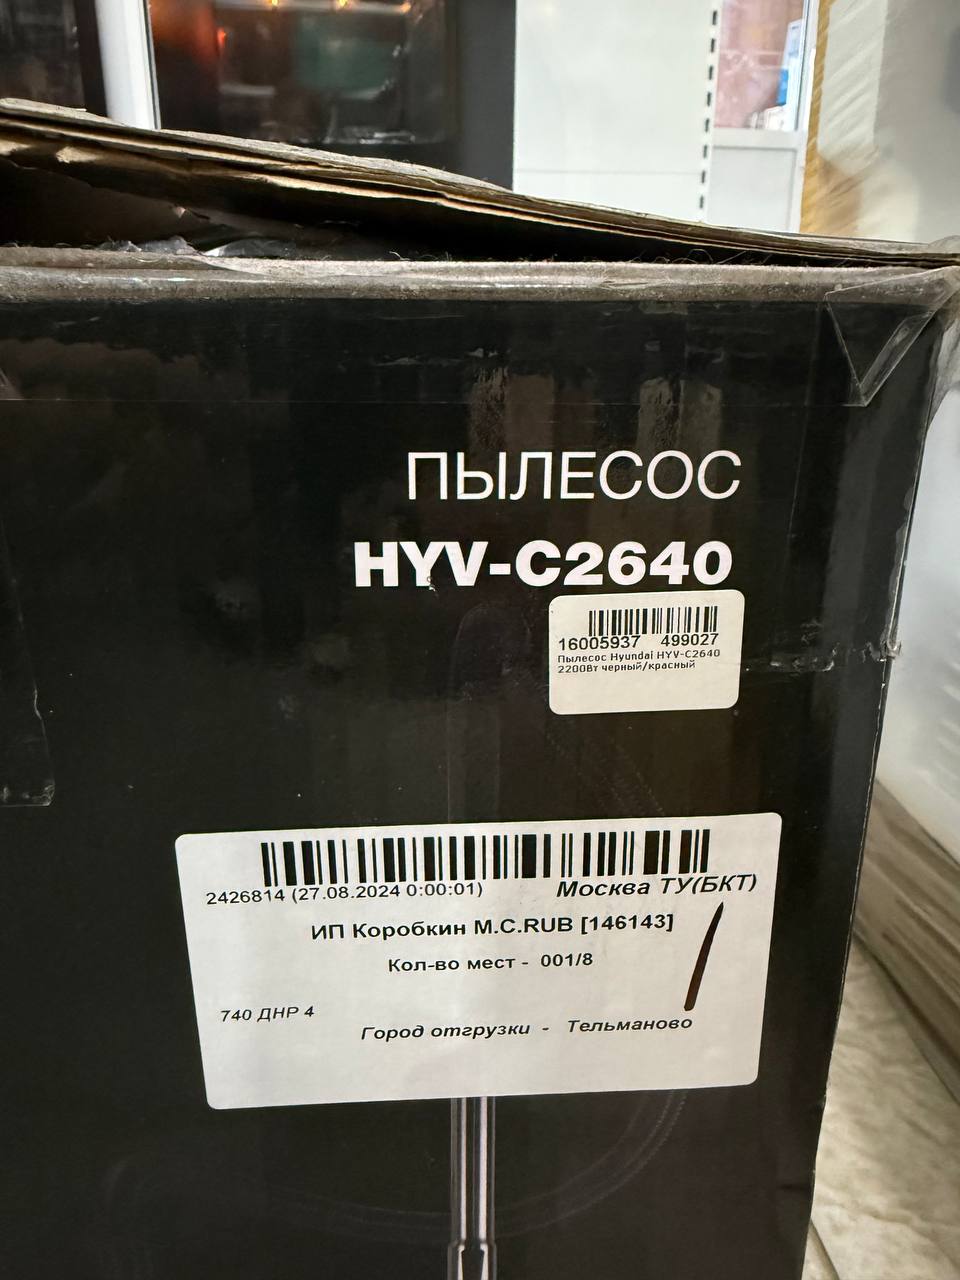 ПЫЛЕСОС
HYV-C2640
16005937 499027
Пылесос Hyundai HYV-C2640
2200Вт черный/красный
2426814 (27.08.2024 0:00:01) Москва ТУ(БКТ)
ИП Коробкин М.С.RUB [146143]
Кол-во мест - 001/8
740 ДНР 4
Город отгрузки - Тельманово